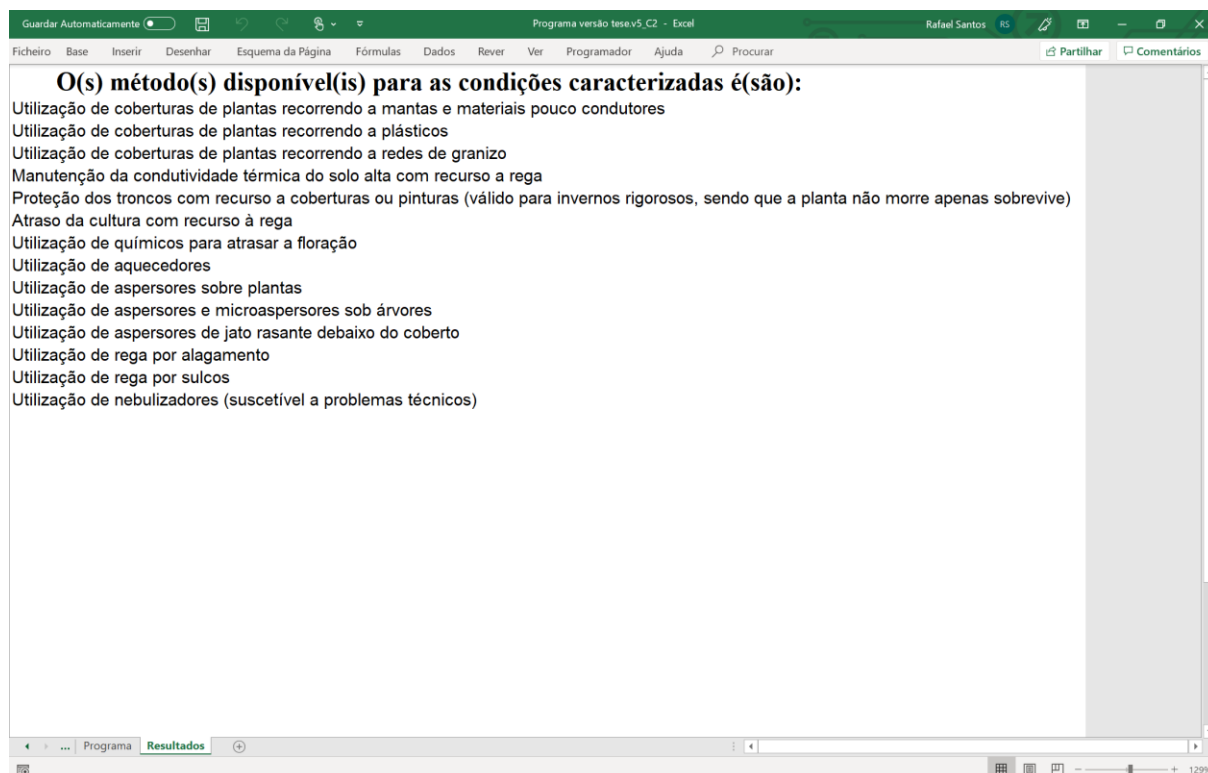 Guardar Automaticamente
Programa versão tese.v5_C2 - Excel
Rafael Santos RS
Ficheiro Base Inserir Desenhar Esquema da Página Fórmulas Dados Rever Ver Programador Ajuda Procurar Partilhar Comentários
O(s) método(s) disponível(is) para as condições caracterizadas é(são):
Utilização de coberturas de plantas recorrendo a mantas e materiais pouco condutores
Utilização de coberturas de plantas recorrendo a plásticos
Utilização de coberturas de plantas recorrendo a redes de granizo
Manutenção da condutividade térmica do solo alta com recurso a rega
Proteção dos troncos com recurso a coberturas ou pinturas (válido para invernos rigorosos, sendo que a planta não morre apenas sobrevive)
Atraso da cultura com recurso à rega
Utilização de químicos para atrasar a floração
Utilização de aquecedores
Utilização de aspersores sobre plantas
Utilização de aspersores e microaspersores sob árvores
Utilização de aspersores de jato rasante debaixo do coberto
Utilização de rega por alagamento
Utilização de rega por sulcos
Utilização de nebulizadores (suscetível a problemas técnicos)
... Programa Resultados
129%